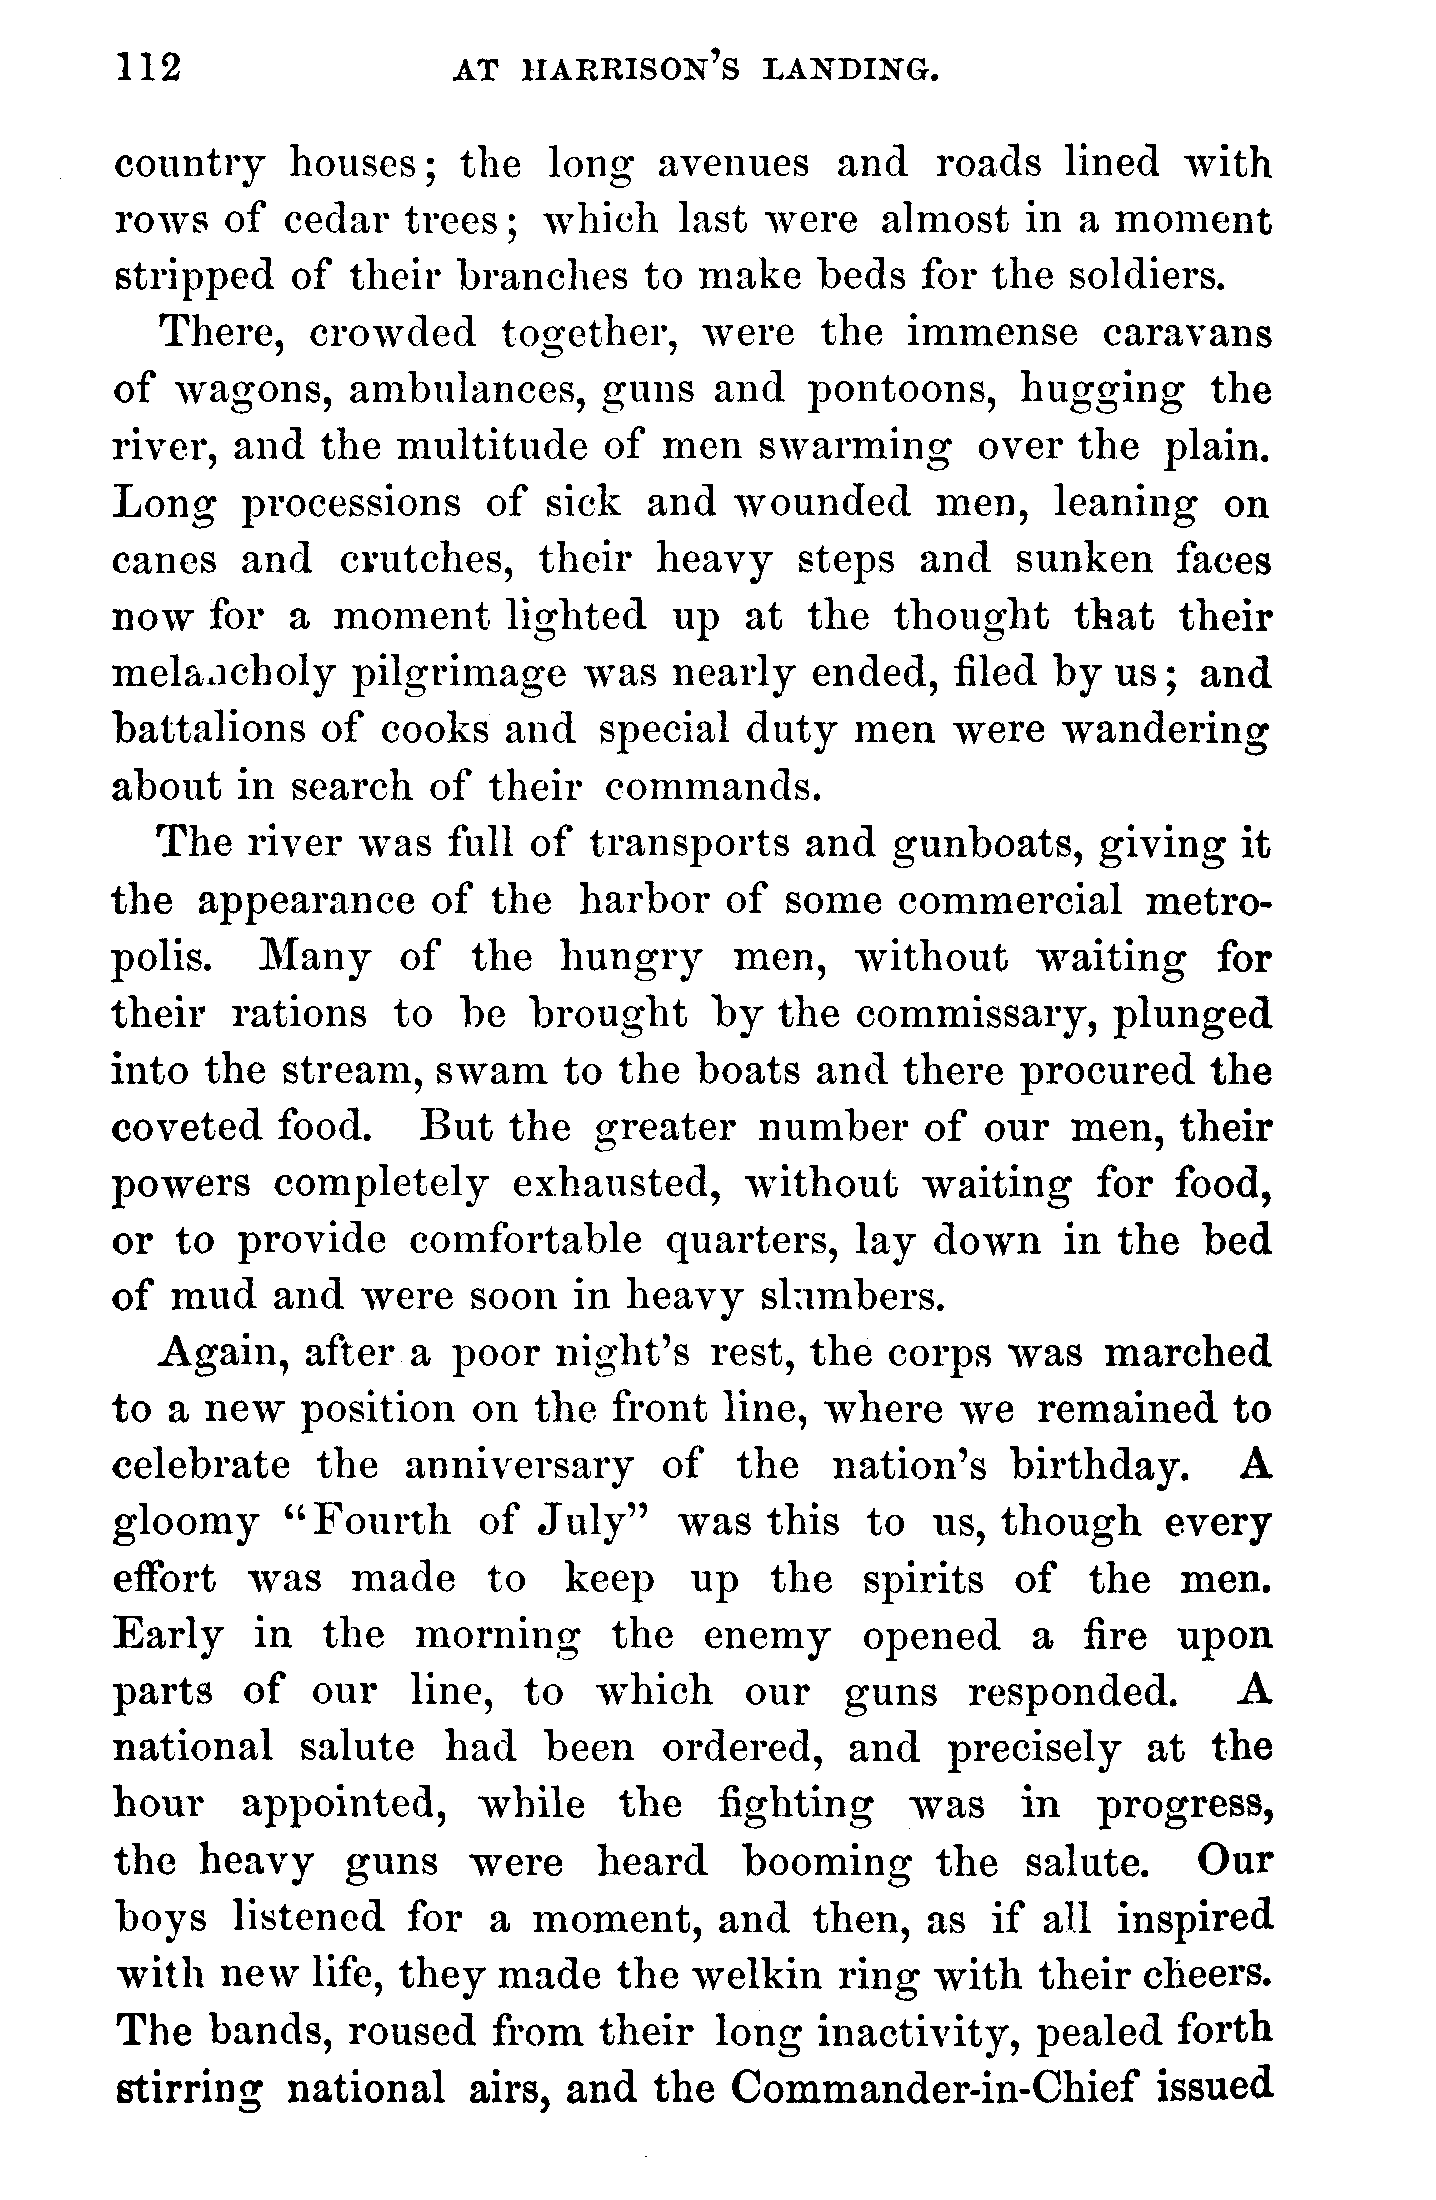 112 AT HARRISON'S LANDING.
country houses; the long avenues and roads lined with
rows of cedar trees; which last were almost in a moment
stripped of their branches to make beds for the soldiers.
There, crowded together, were the immense caravans
of wagons, ambulances, guns and pontoons, hugging the
river, and the multitude of men swarming over the plain.
Long processions of sick and wounded men, leaning on
canes and crutches, their heavy steps and sunken faces
now for a moment lighted up at the thought that their
melancholy pilgrimage was nearly ended, filed by us; and
battalions of cooks and special duty men were wandering
about in search of their commands.
The river was full of transports and gunboats, giving it
the appearance of the harbor of some commercial metro-
polis. Many of the hungry men, without waiting for
their rations to be brought by the commissary, plunged
into the stream, swam to the boats and there procured the
coveted food. But the greater number of our men, their
powers completely exhausted, without waiting for food,
or to provide comfortable quarters, lay down in the bed
of mud and were soon in heavy slumbers.
Again, after a poor night's rest, the corps was marched
to a new position on the front line, where we remained to
celebrate the anniversary of the nation's birthday. A
gloomy "Fourth of July" was this to us, though every
effort was made to keep up the spirits of the men.
Early in the morning the enemy opened a fire upon
parts of our line, to which our guns responded. A
national salute had been ordered, and precisely at the
hour appointed, while the fighting was in progress,
the heavy guns were heard booming the salute. Our
boys listened for a moment, and then, as if all inspired
with new life, they made the welkin ring with their cheers.
The bands, roused from their long inactivity, pealed forth
stirring national airs, and the Commander-in-Chief issued